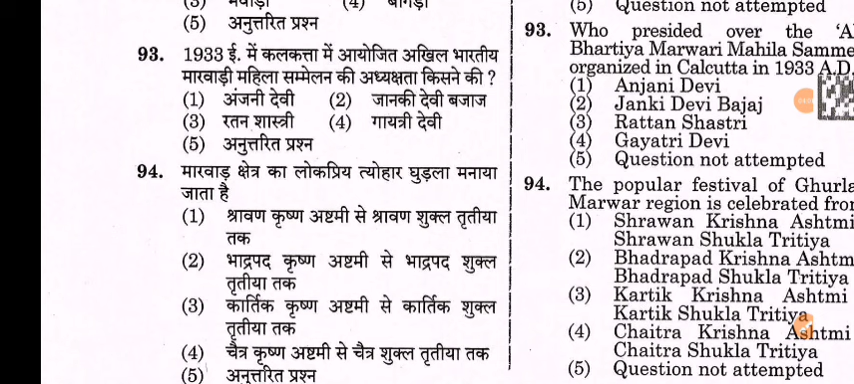 (5) अनुत्तरित प्रश्न
93. 1933 ई. में कलकत्ता में आयोजित अखिल भारतीय
मारवाड़ी महिला सम्मेलन की अध्यक्षता किसने की ?
(1) अंजनी देवी (2) जानकी देवी बजाज
(3) रतन शास्त्री (4) गायत्री देवी
(5) अनुत्तरित प्रश्न
94. मारवाड़ क्षेत्र का लोकप्रिय त्योहार घुड़ला मनाया
जाता है
(1) श्रावण कृष्ण अष्टमी से श्रावण शुक्ल तृतीया
तक
(2) भाद्रपद कृष्ण अष्टमी से भाद्रपद शुक्ल
तृतीया तक
(3) कार्तिक कृष्ण अष्टमी से कार्तिक शुक्ल
तृतीया तक
(4) चैत्र कृष्ण अष्टमी से चैत्र शुक्ल तृतीया तक
(5) अनुत्तरित प्रश्न
(5) Question not attempted
93. Who presided over the
Bhartiya Marwari Mahila Samme
organized in Calcutta in 1933 A.D.
(1) Anjani Devi
(2) Janki Devi Bajaj
(3) Rattan Shastri
(4) Gayatri Devi
(5) Question not attempted
94. The popular festival of Ghurla
Marwar region is celebrated from
(1) Shrawan Krishna Ashtmi
Shrawan Shukla Tritiya
(2) Bhadrapad Krishna Ashtm
Bhadrapad Shukla Tritiya
(3) Kartik Krishna Ashtmi
Kartik Shukla Tritiya
(4) Chaitra Krishna Ashtmi
Chaitra Shukla Tritiya
(5) Question not attempted